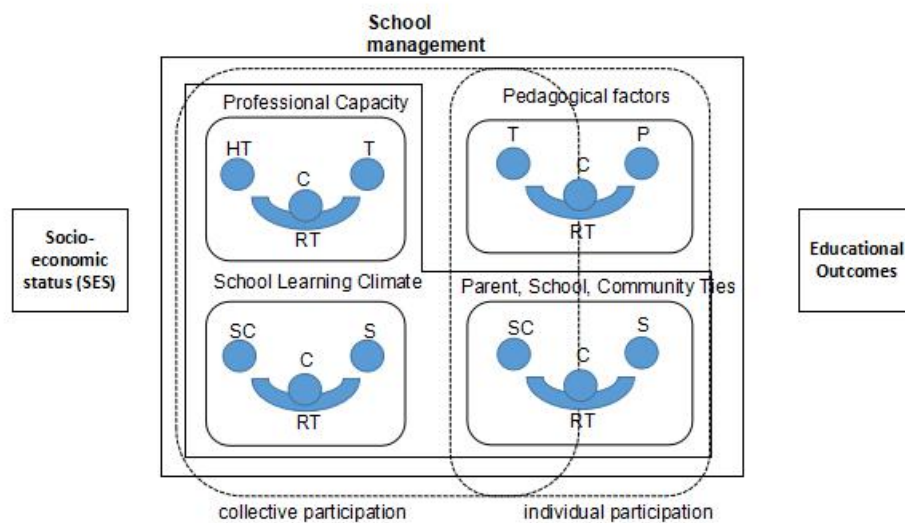 School
management
Professional Capacity
Pedagogical factors
HT
T
C
RT
T
P
C
RT
Socio-
economic
status (SES)
Educational
Outcomes
School Learning Climate
Parent, School, Community Ties
SC
S
C
RT
SC
S
C
RT
collective participation
individual participation